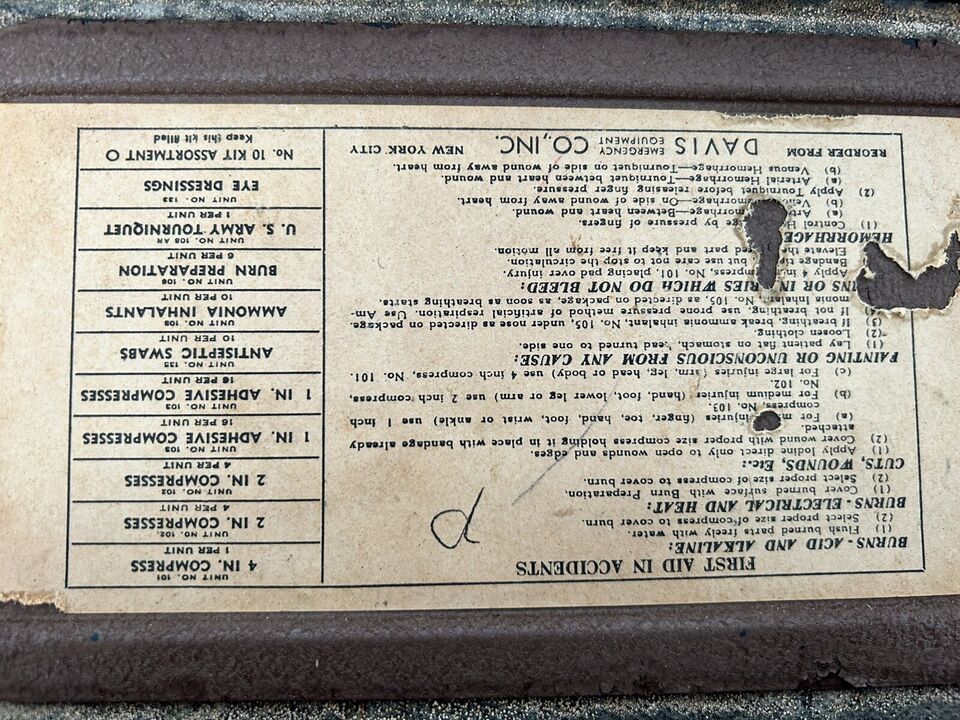 FIRST AID IN ACCIDENTS
BURNS - ACID AND ALKALINE:
(1) Flush burned parts freely with water.
(2) Select proper size of compress to cover burn.
BURNS - ELECTRICAL AND HEAT:
(1) Cover burned surface with Burn Preparation.
(2) Select proper size of compress to cover burn.
CUTS, WOUNDS, Etc.:
(1) Apply Iodine direct only to open wounds and edges.
(2) Cover wound with proper size compress holding it in place with bandage already
attached.
(a) For injuries (finger, toe, hand, foot, wrist or ankle) use 1 inch
compress, No. 103.
(b) For medium injuries (hand, foot, lower leg or arm) use 2 inch compress,
No. 102.
(c) For large injuries (arm, leg, head or body) use 4 inch compress, No. 101.
FAINTING OR UNCONSCIOUS FROM ANY CAUSE:
(1) Lay patient flat on stomach, head turned to one side.
(2) Loosen clothing.
(3) If breathing, break ammonia inhalant, No. 105, under nose as directed on package.
(4) If not breathing, use prone pressure method of artificial respiration. Use Am-
monia Inhalant No. 105, as directed on package, as soon as breathing starts.
OR INJURIES WHICH DO NOT BLEED:
Apply 4 in. compress, No. 101, placing pad over injury.
Bandage but use care not to stop the circulation.
Elevate the part and keep it free from all motion.
HEMORRHAGE
(1) Control by pressure of fingers.
(a) —Between heart and wound.
(b) —On side of wound away from heart.
(2) Apply Tourniquet before releasing finger pressure.
(a) Arterial Hemorrhage—Tourniquet between heart and wound.
(b) Venous Hemorrhage—Tourniquet on side of wound away from heart.
REORDER FROM DAVIS EMERGENCY EQUIPMENT CO., INC. NEW YORK CITY
UNIT NO. 101
4 IN. COMPRESS
1 PER UNIT
UNIT NO. 102
2 IN. COMPRESSES
4 PER UNIT
UNIT NO. 102
2 IN. COMPRESSES
4 PER UNIT
UNIT NO. 103
1 IN. ADHESIVE COMPRESSES
16 PER UNIT
UNIT NO. 103
1 IN. ADHESIVE COMPRESSES
16 PER UNIT
UNIT NO. 135
ANTISEPTIC SWABS
10 PER UNIT
UNIT NO. 105
AMMONIA INHALANTS
10 PER UNIT
UNIT NO. 106
BURN PREPARATION
6 PER UNIT
UNIT NO. 108 AR
U. S. ARMY TOURNIQUET
1 PER UNIT
UNIT NO. 133
EYE DRESSINGS
No. 10 KIT ASSORTMENT O
Keep this kit filled